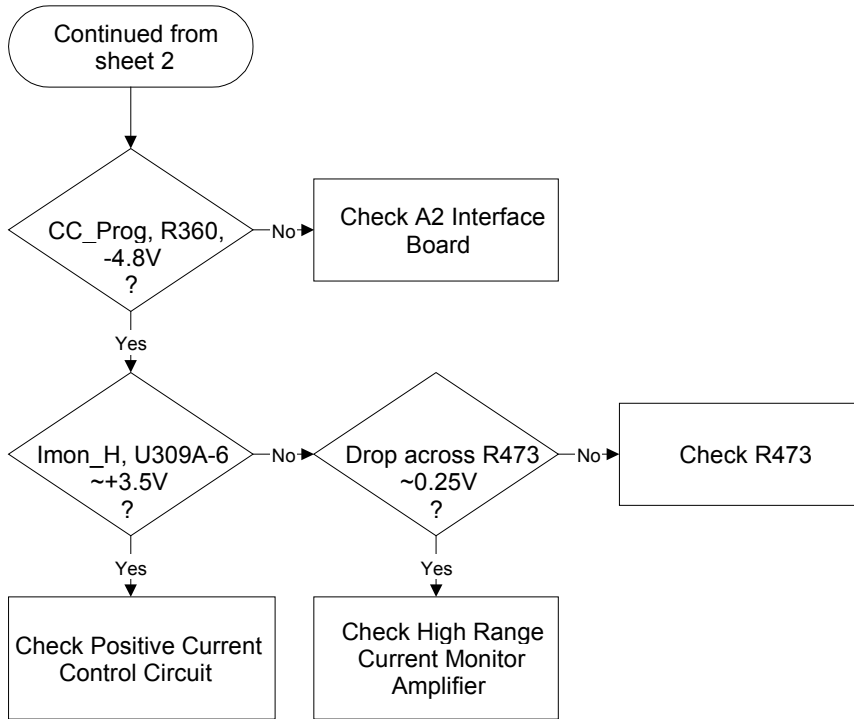 Continued from
sheet 2
CC_Prog, R360,
-4.8V
?
No
Check A2 Interface
Board
Yes
Imon_H, U309A-6
~+3.5V
?
No
Drop across R473
~0.25V
?
No
Check R473
Yes
Yes
Check Positive Current
Control Circuit
Check High Range
Current Monitor
Amplifier